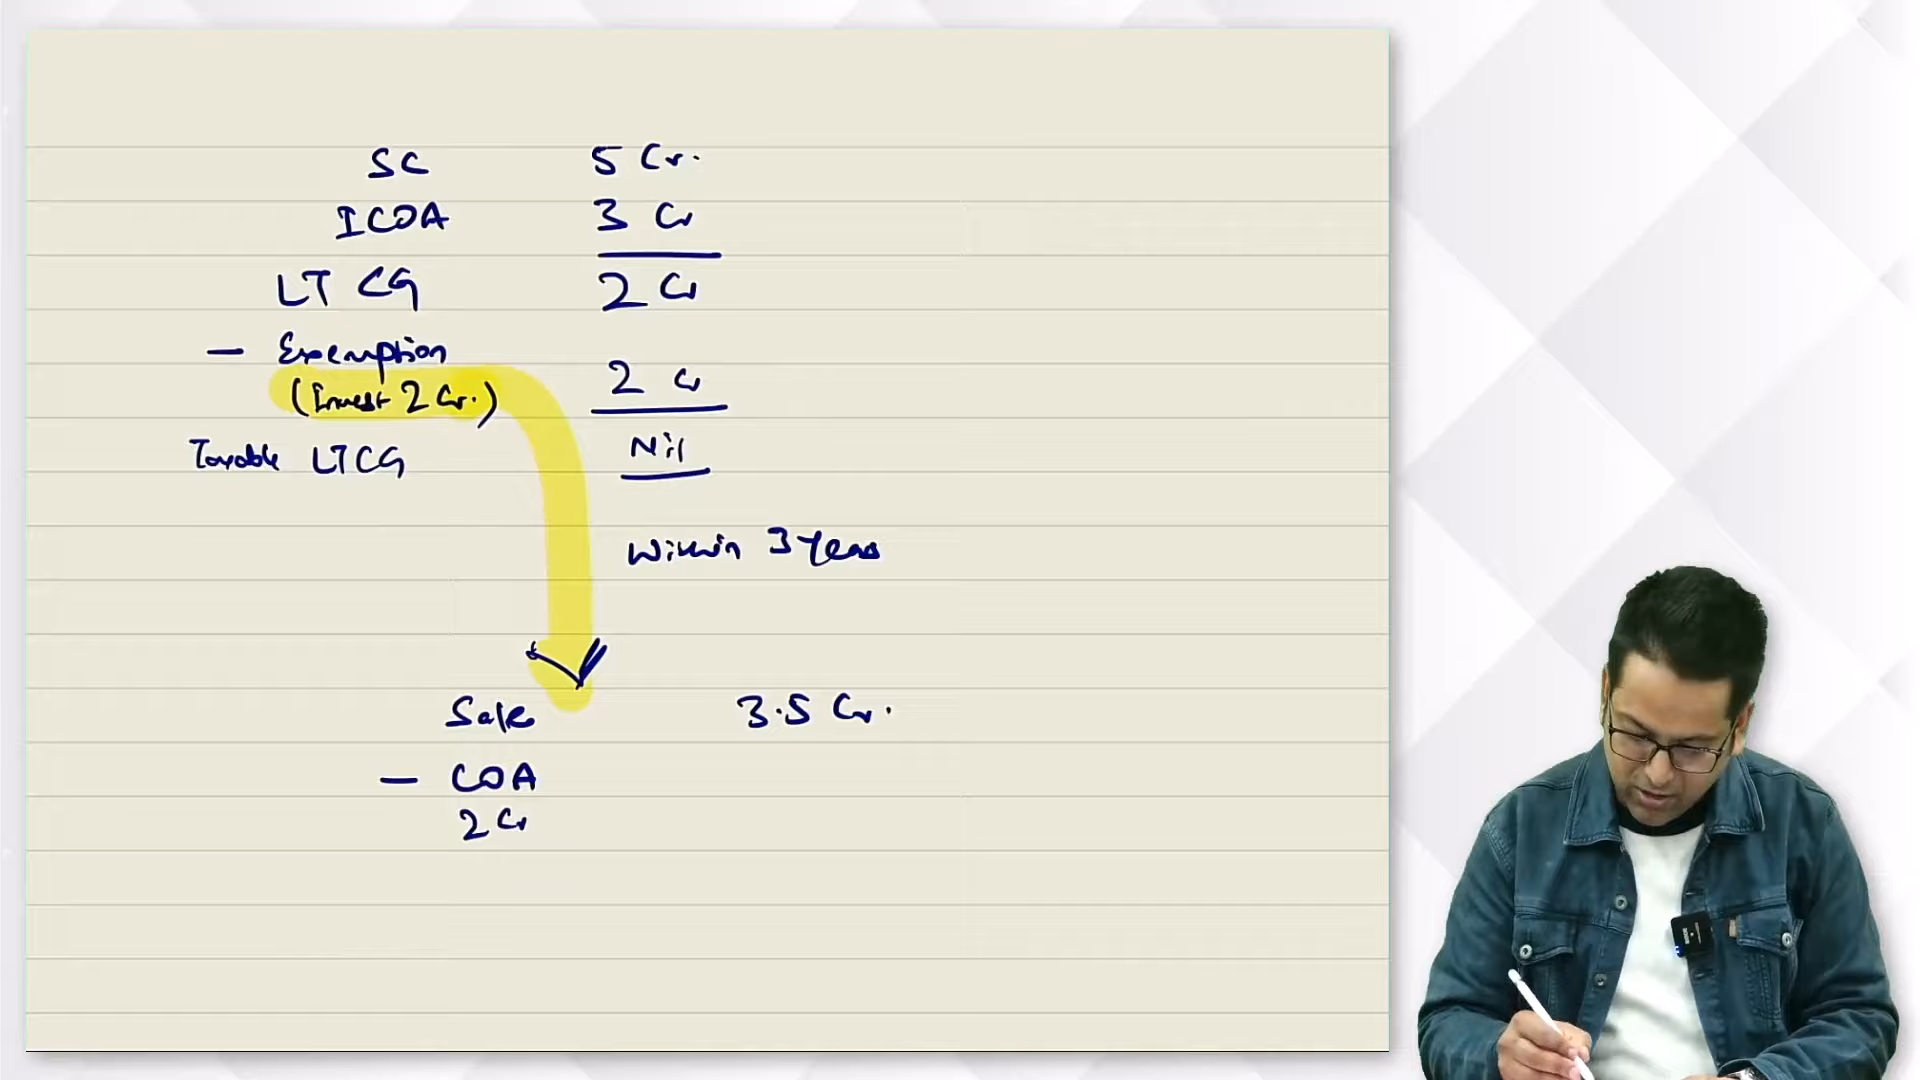 SC 5 Cr.
ICOA 3 Cr
LT CG 2 Cr
— Exemption
(Invest 2 Cr.) 2 Cr
Taxable LTCG Nil
Within 3 Years
Sale 3.5 Cr.
— COA
2 Cr